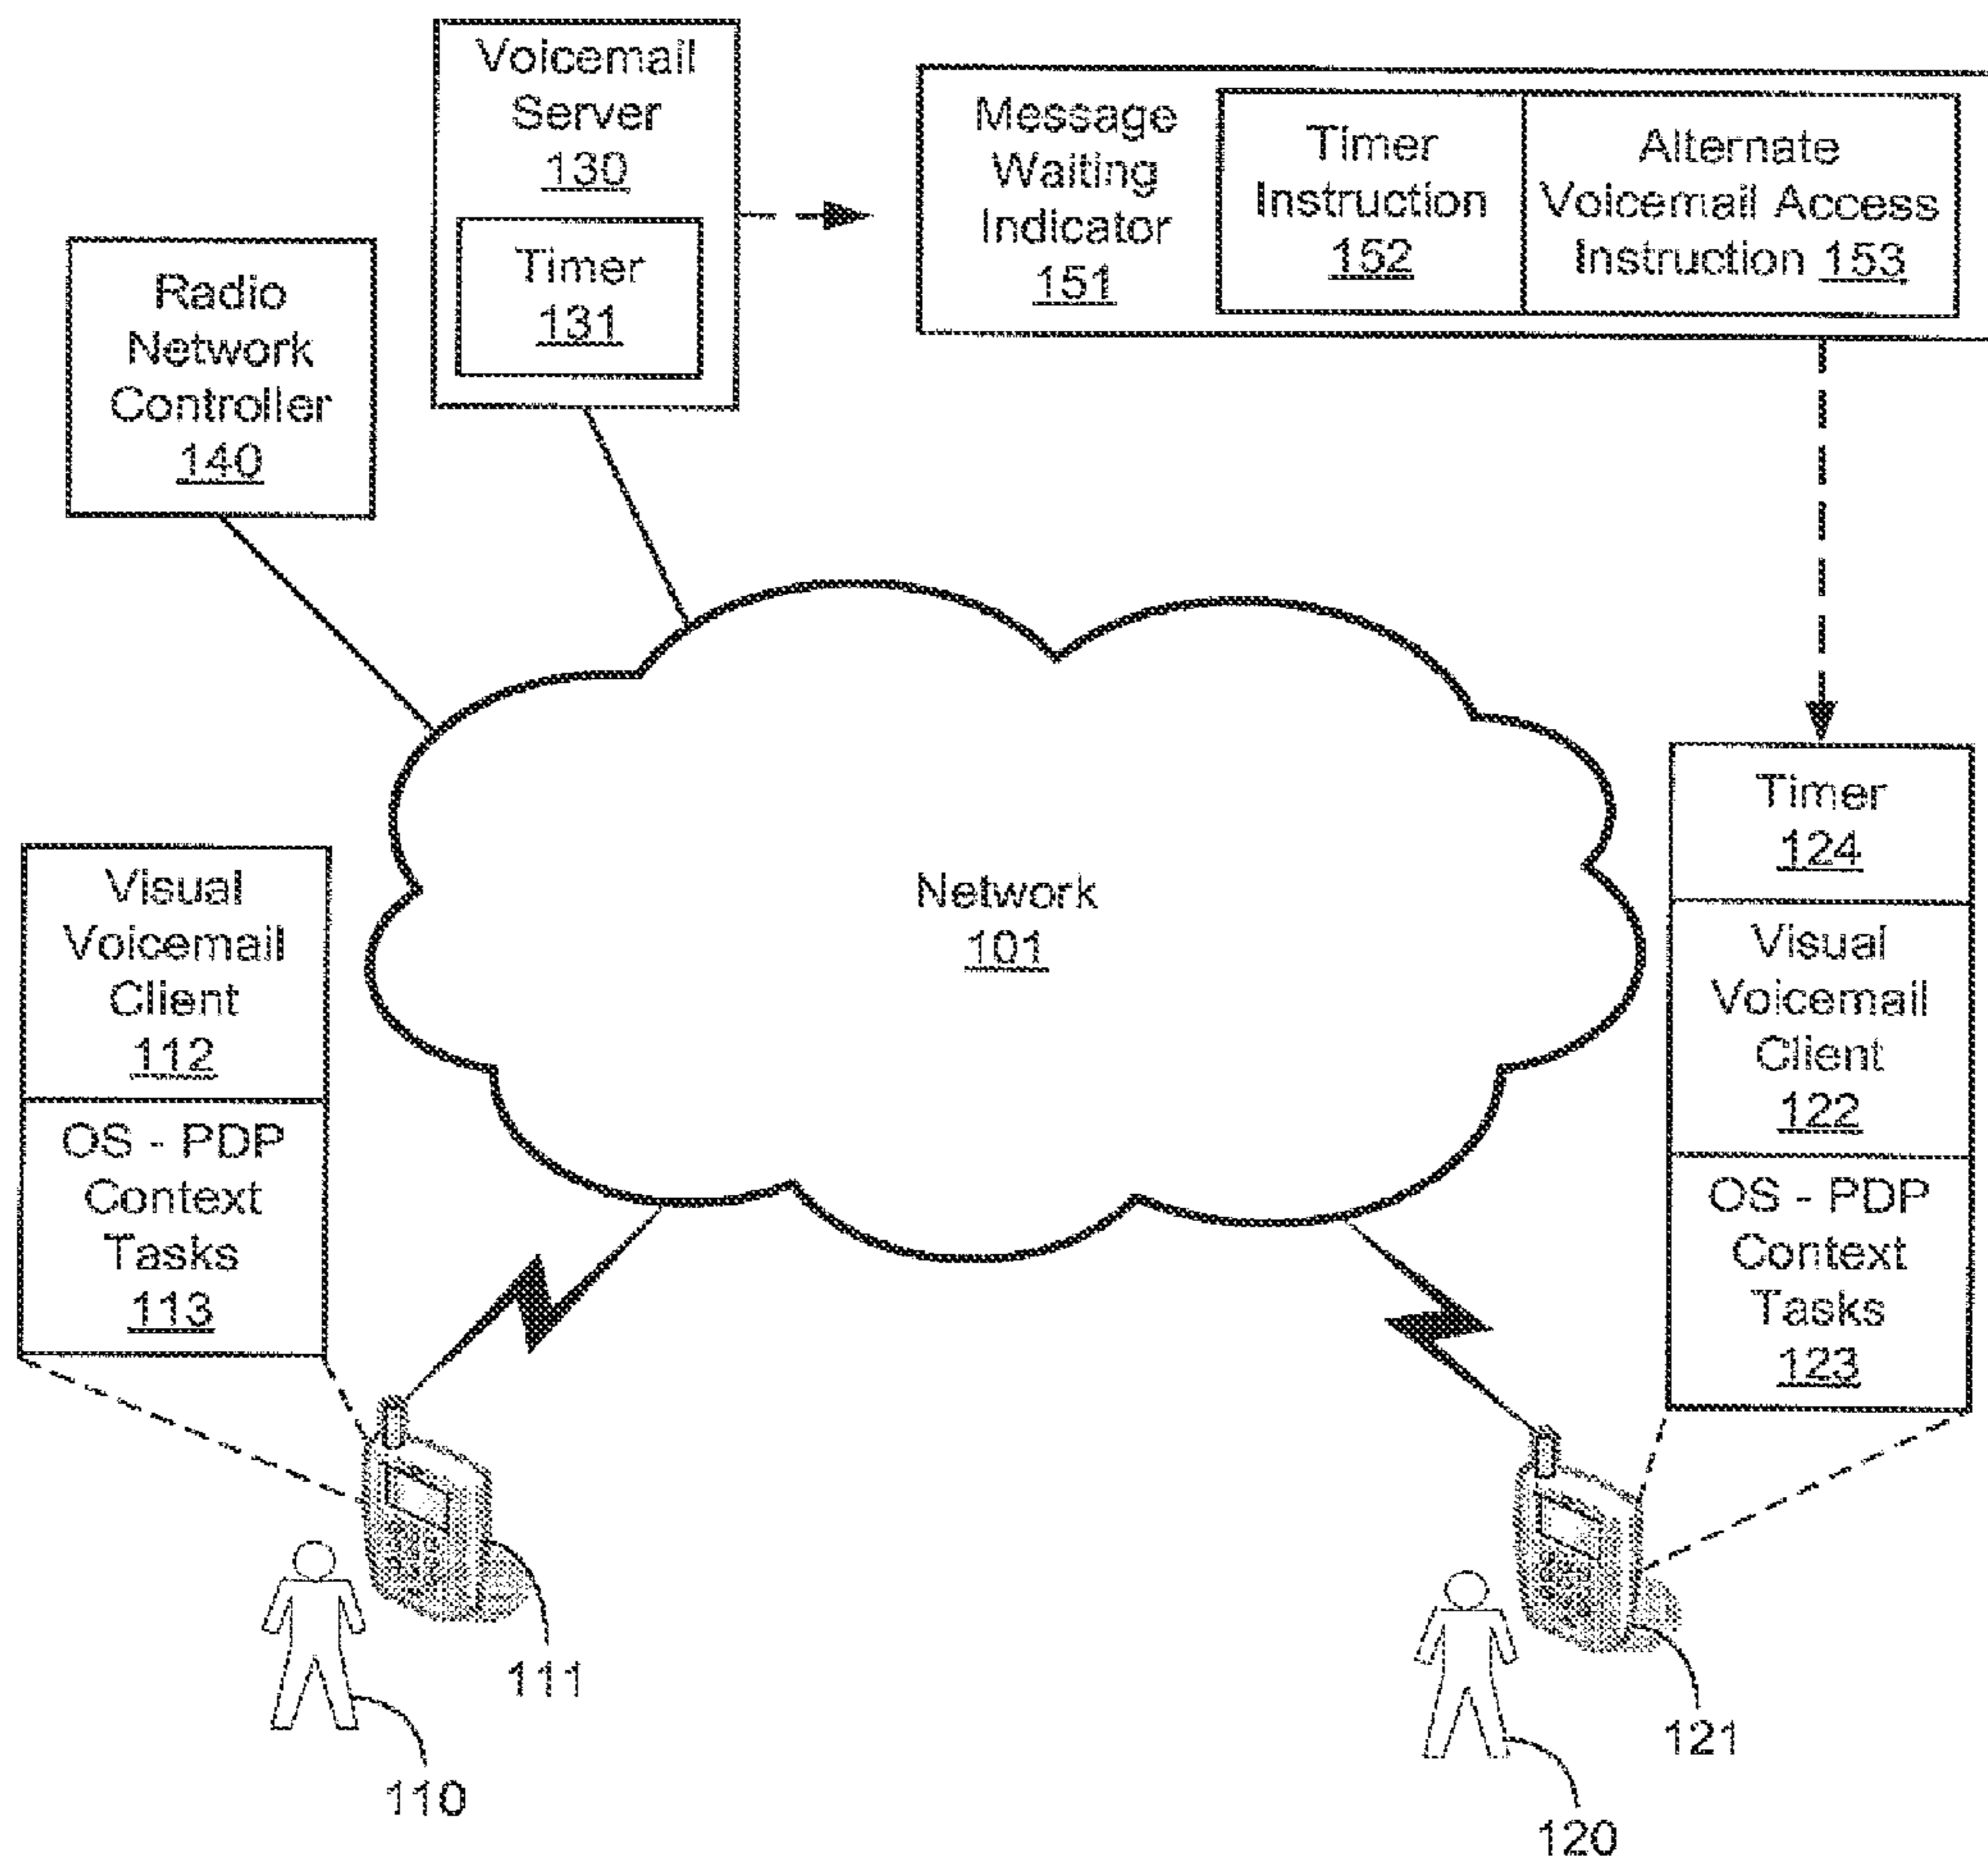 Voicemail
Server
130
Timer
131
Message
Waiting
Indicator
151
Timer
Instruction
152
Alternate
Voicemail Access
Instruction 153
Radio
Network
Controller
140
Network
101
Timer
124
Visual
Voicemail
Client
122
OS - PDP
Context
Tasks
123
Visual
Voicemail
Client
112
OS - PDP
Context
Tasks
113
111
110
121
120